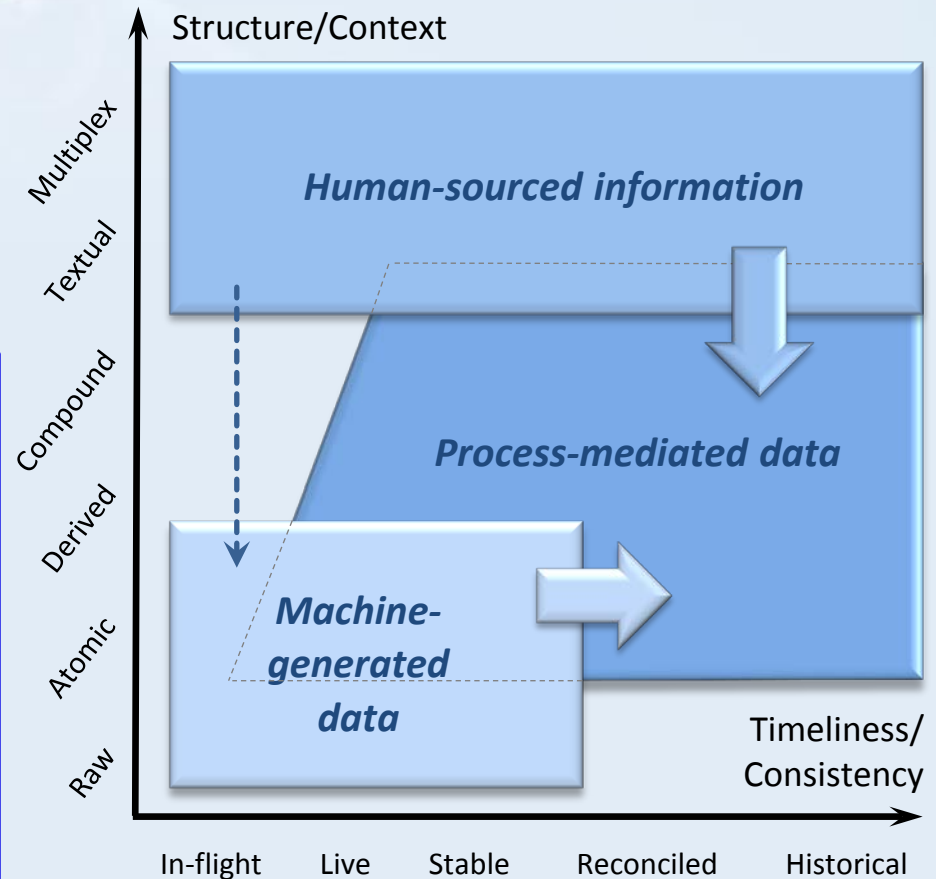 Structure/Context
Multiplex
Textual
Compound
Derived
Atomic
Raw
Human-sourced information
Process-mediated data
Machine-
generated
data
Timeliness/
Consistency
In-flight Live Stable Reconciled Historical